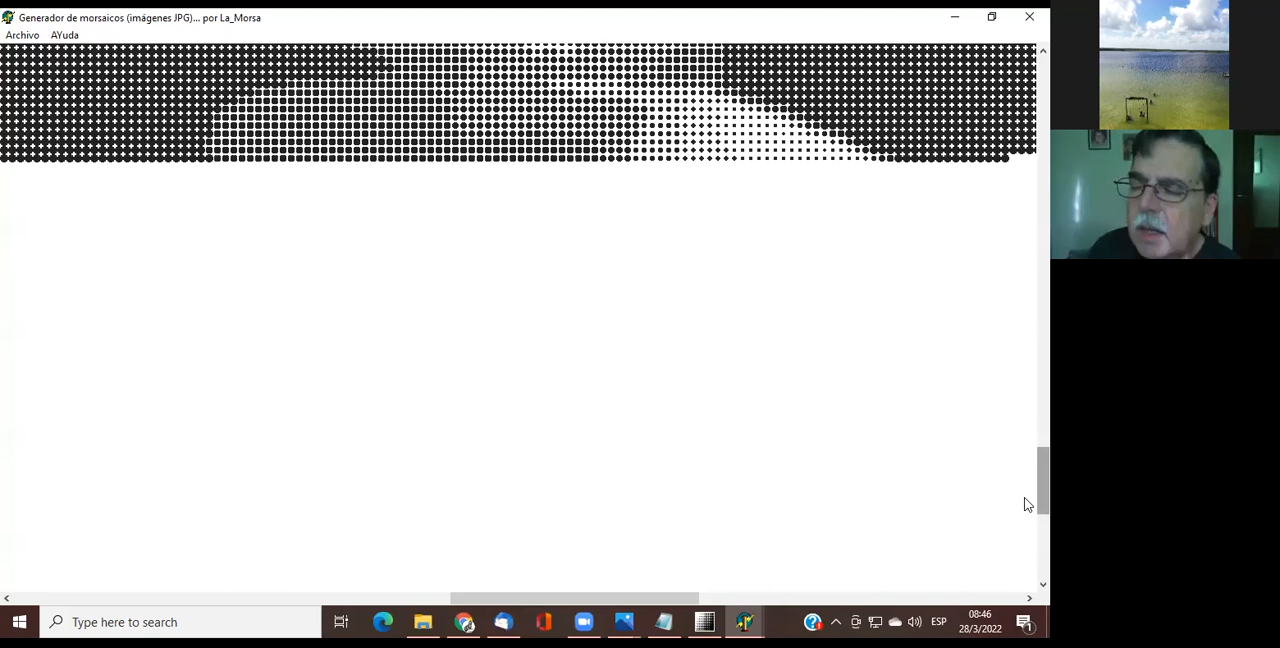 Generador de morsaicos (imágenes JPG)... por La_Morsa
Archivo AYuda
Type here to search
ESP
08:46
28/3/2022
1